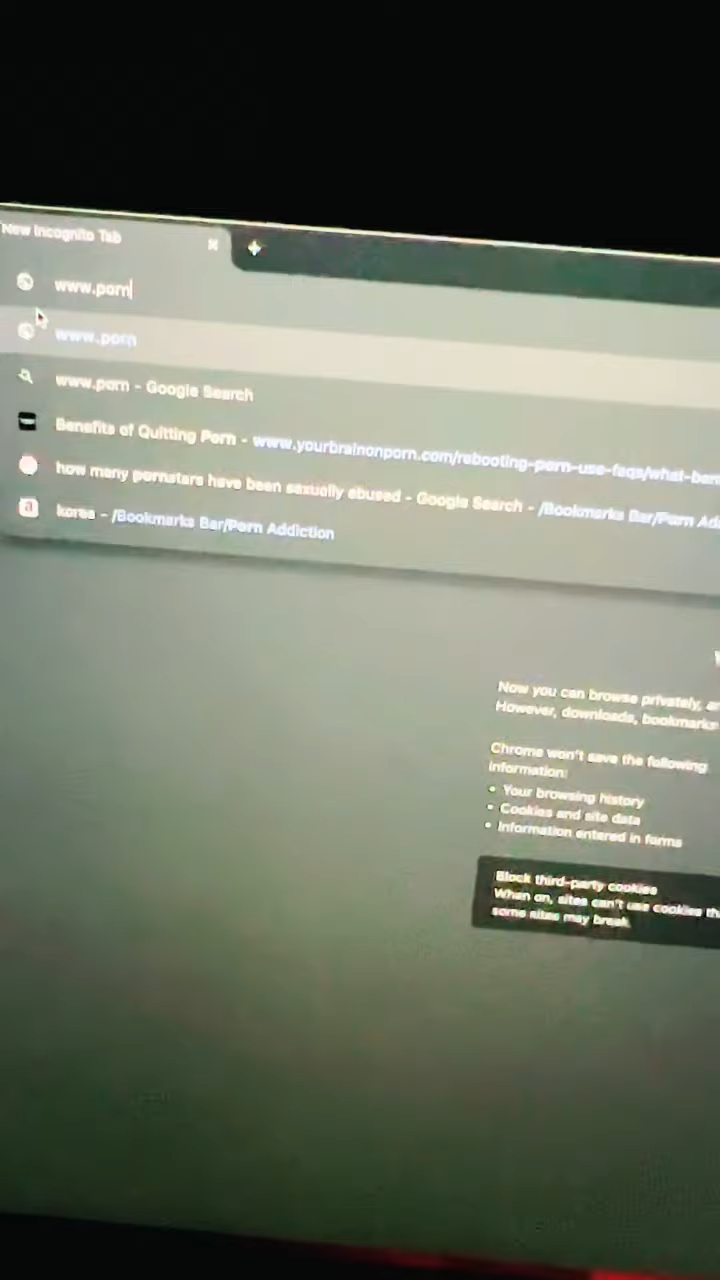 New Incognito Tab
www.porn
www.porn
www.porn - Google Search
Benefits of Quitting Porn - www.yourbrainonporn.com/rebooting-porn-use-faqs/what-ben
how many pornstars have been sexually abused - Google Search - /Bookmarks Bar/Porn Ad
korea - /Bookmarks Bar/Porn Addiction
Now you can browse privately, a
However, downloads, bookmarks
Chrome won't save the following
information:
• Your browsing history
• Cookies and site data
• Information entered in forms
Block third-party cookies
When on, sites can't use cookies th
some sites may break